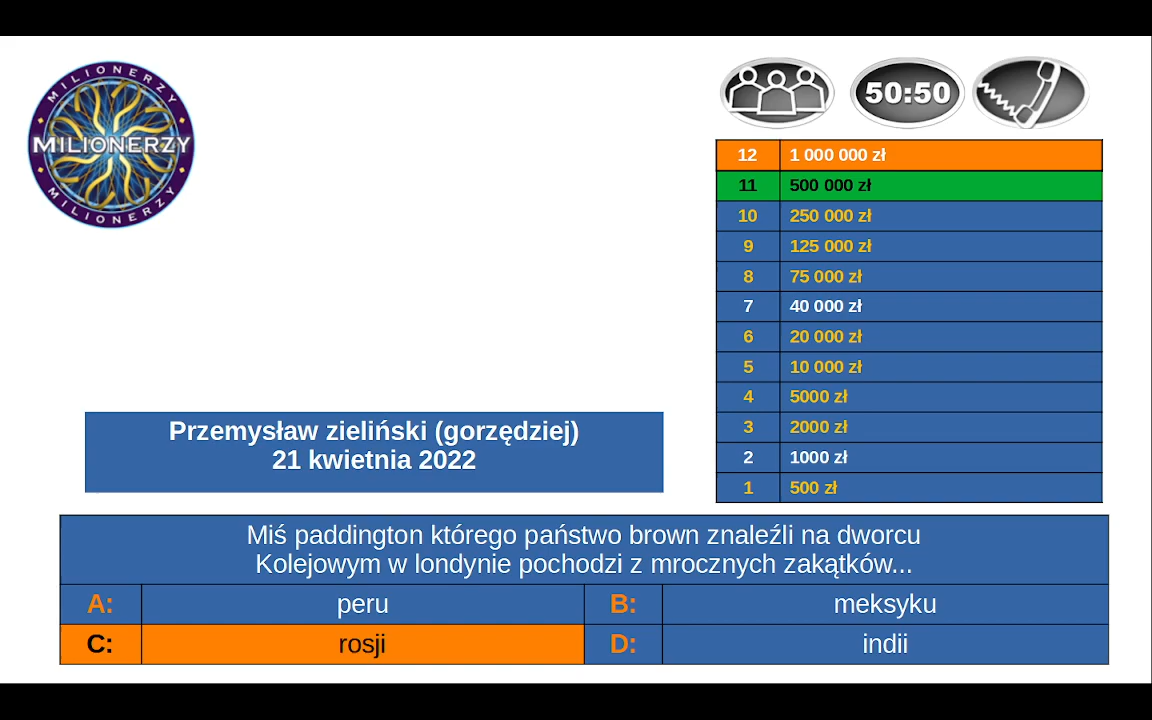 MILIONERZY
MILIONERZY
MILIONERZY
50:50
12 1 000 000 zł
11 500 000 zł
10 250 000 zł
9 125 000 zł
8 75 000 zł
7 40 000 zł
6 20 000 zł
5 10 000 zł
4 5000 zł
3 2000 zł
2 1000 zł
1 500 zł
Przemysław zieliński (gorzędziej)
21 kwietnia 2022
Miś paddington którego państwo brown znaleźli na dworcu
Kolejowym w londynie pochodzi z mrocznych zakątków...
A: peru B: meksyku
C: rosji D: indii